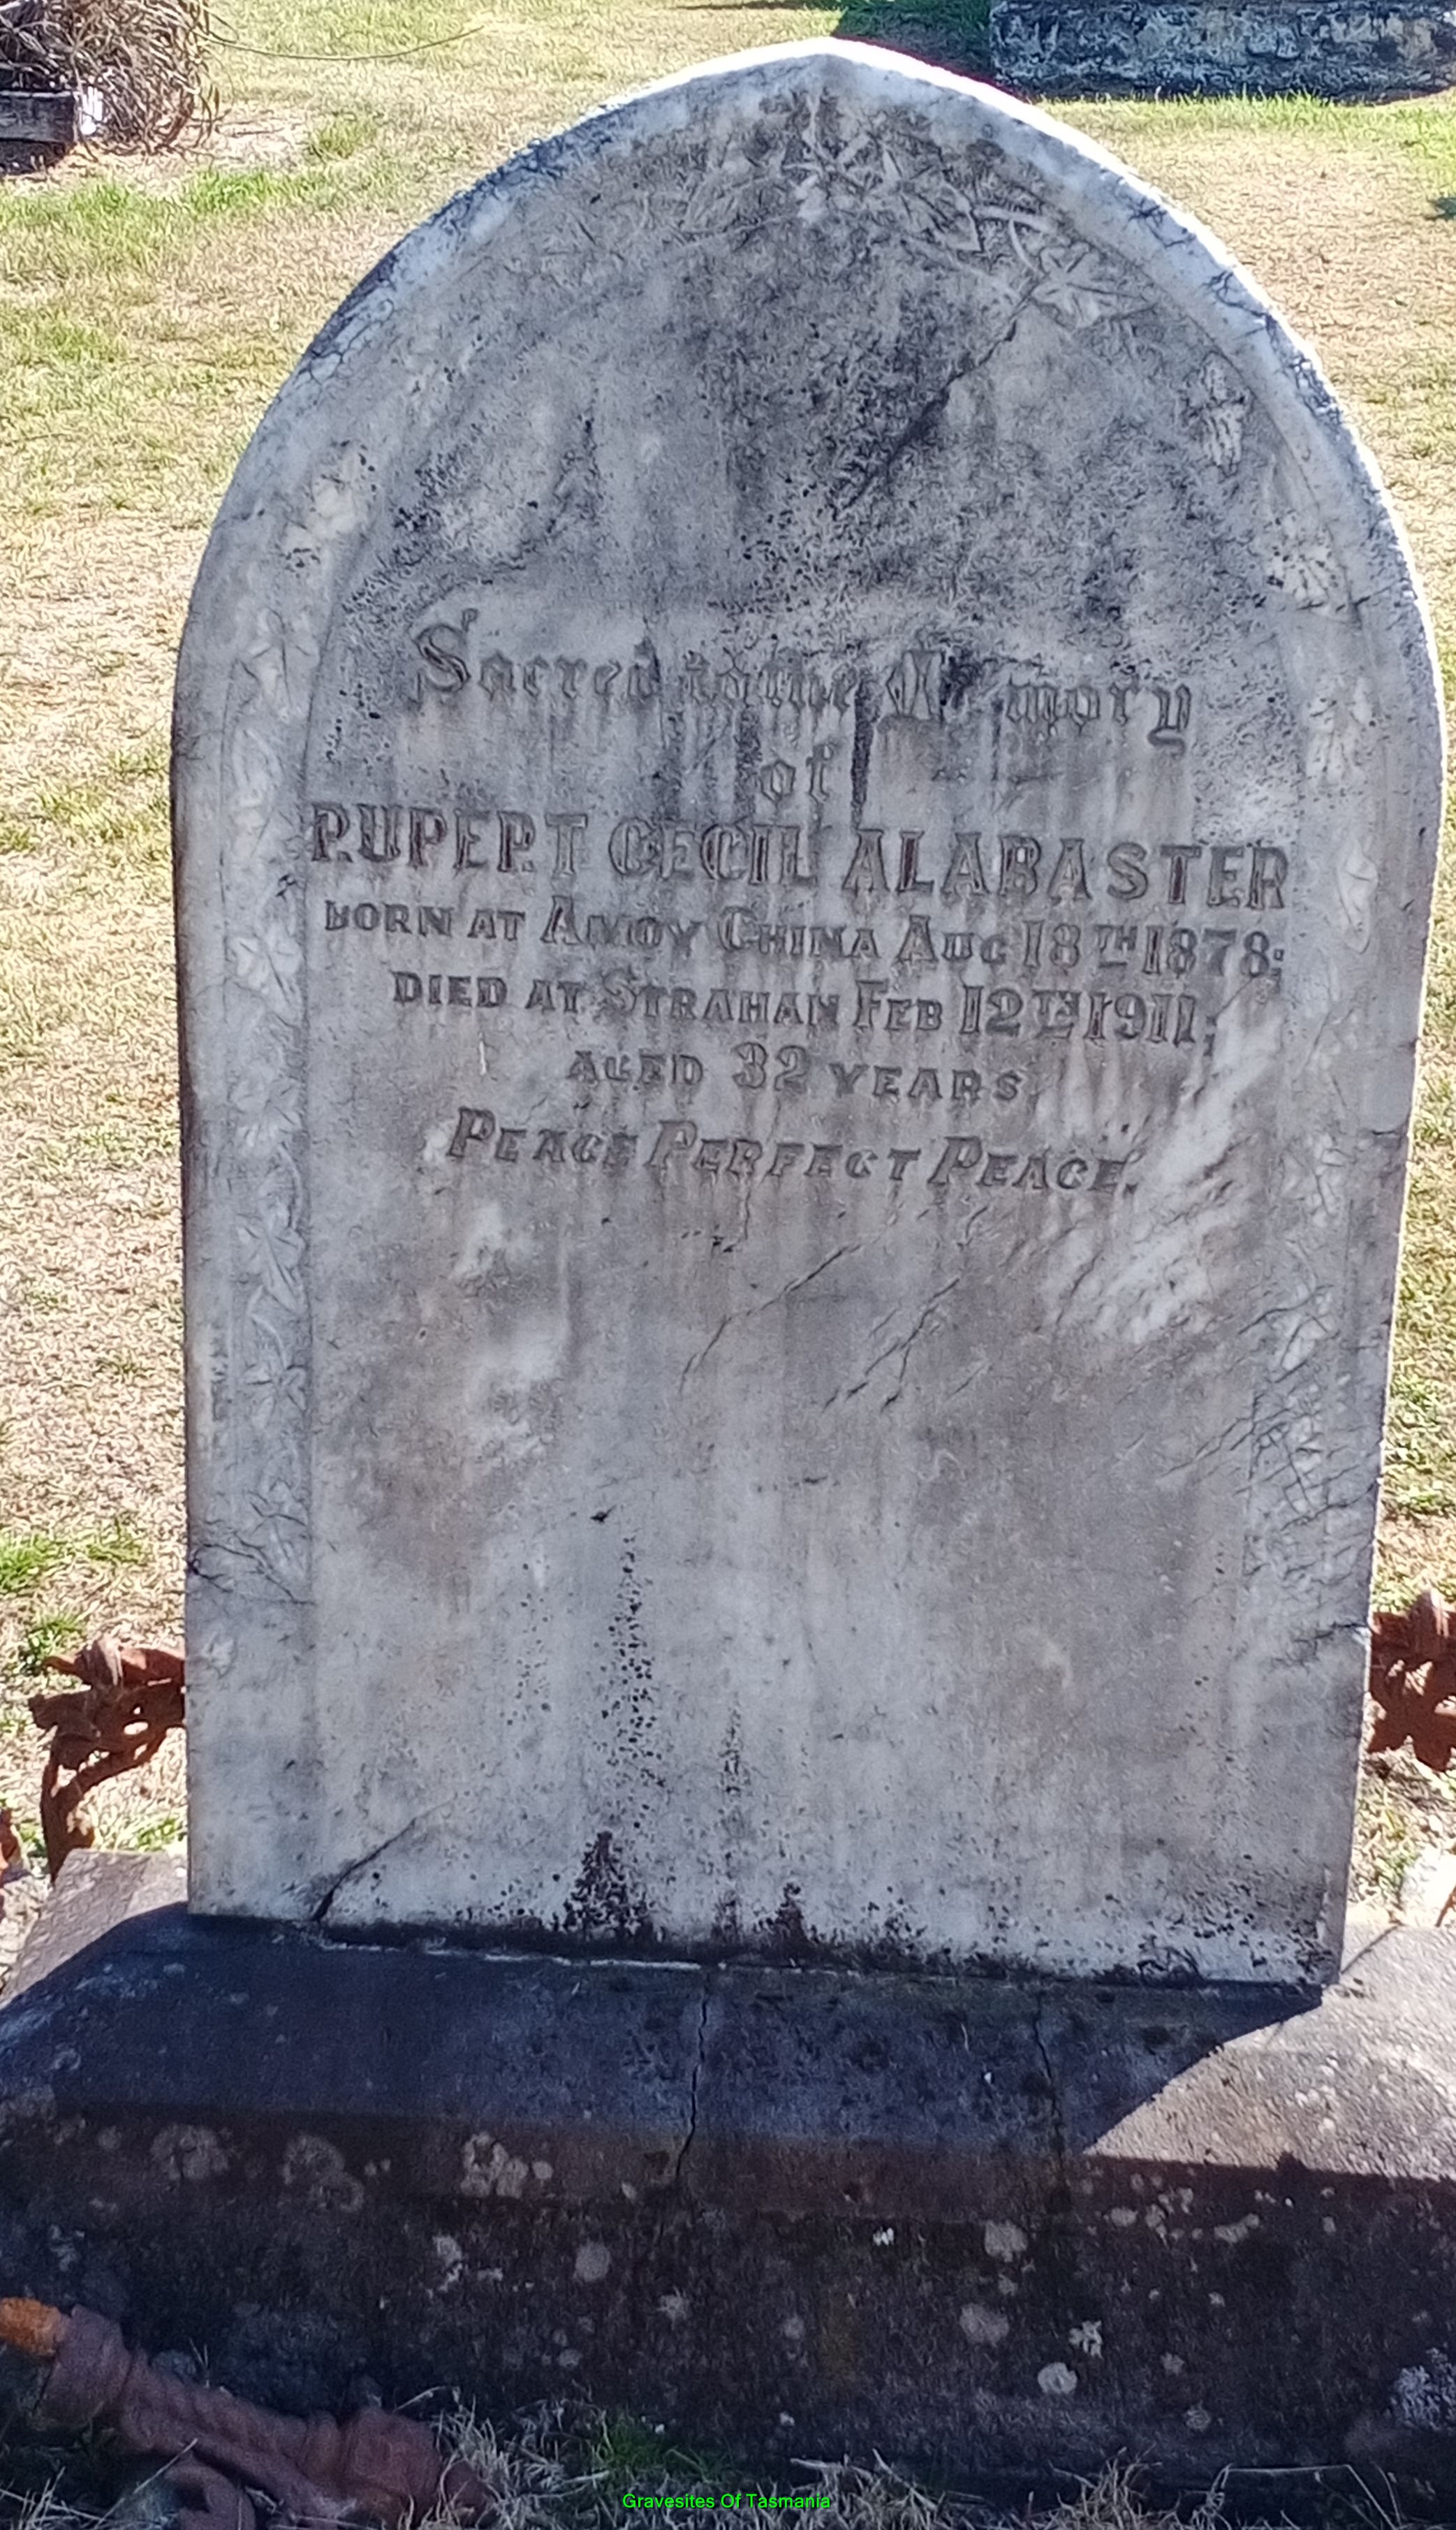 Sacred to the Memory
of
RUPERT CECIL ALABASTER
BORN AT AMOY CHINA AUG 18TH 1878;
DIED AT STRAHAN FEB 12TH 1911;
AGED 32 YEARS
PEACE PERFECT PEACE.
Gravesites Of Tasmania